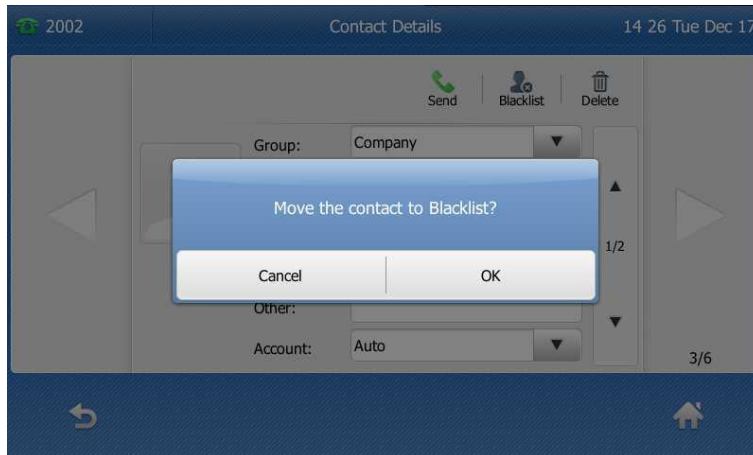 2002 Contact Details 14 26 Tue Dec 17
Send Blacklist Delete
Group: Company
Move the contact to Blacklist?
1/2
Cancel OK
Other:
Account: Auto
3/6